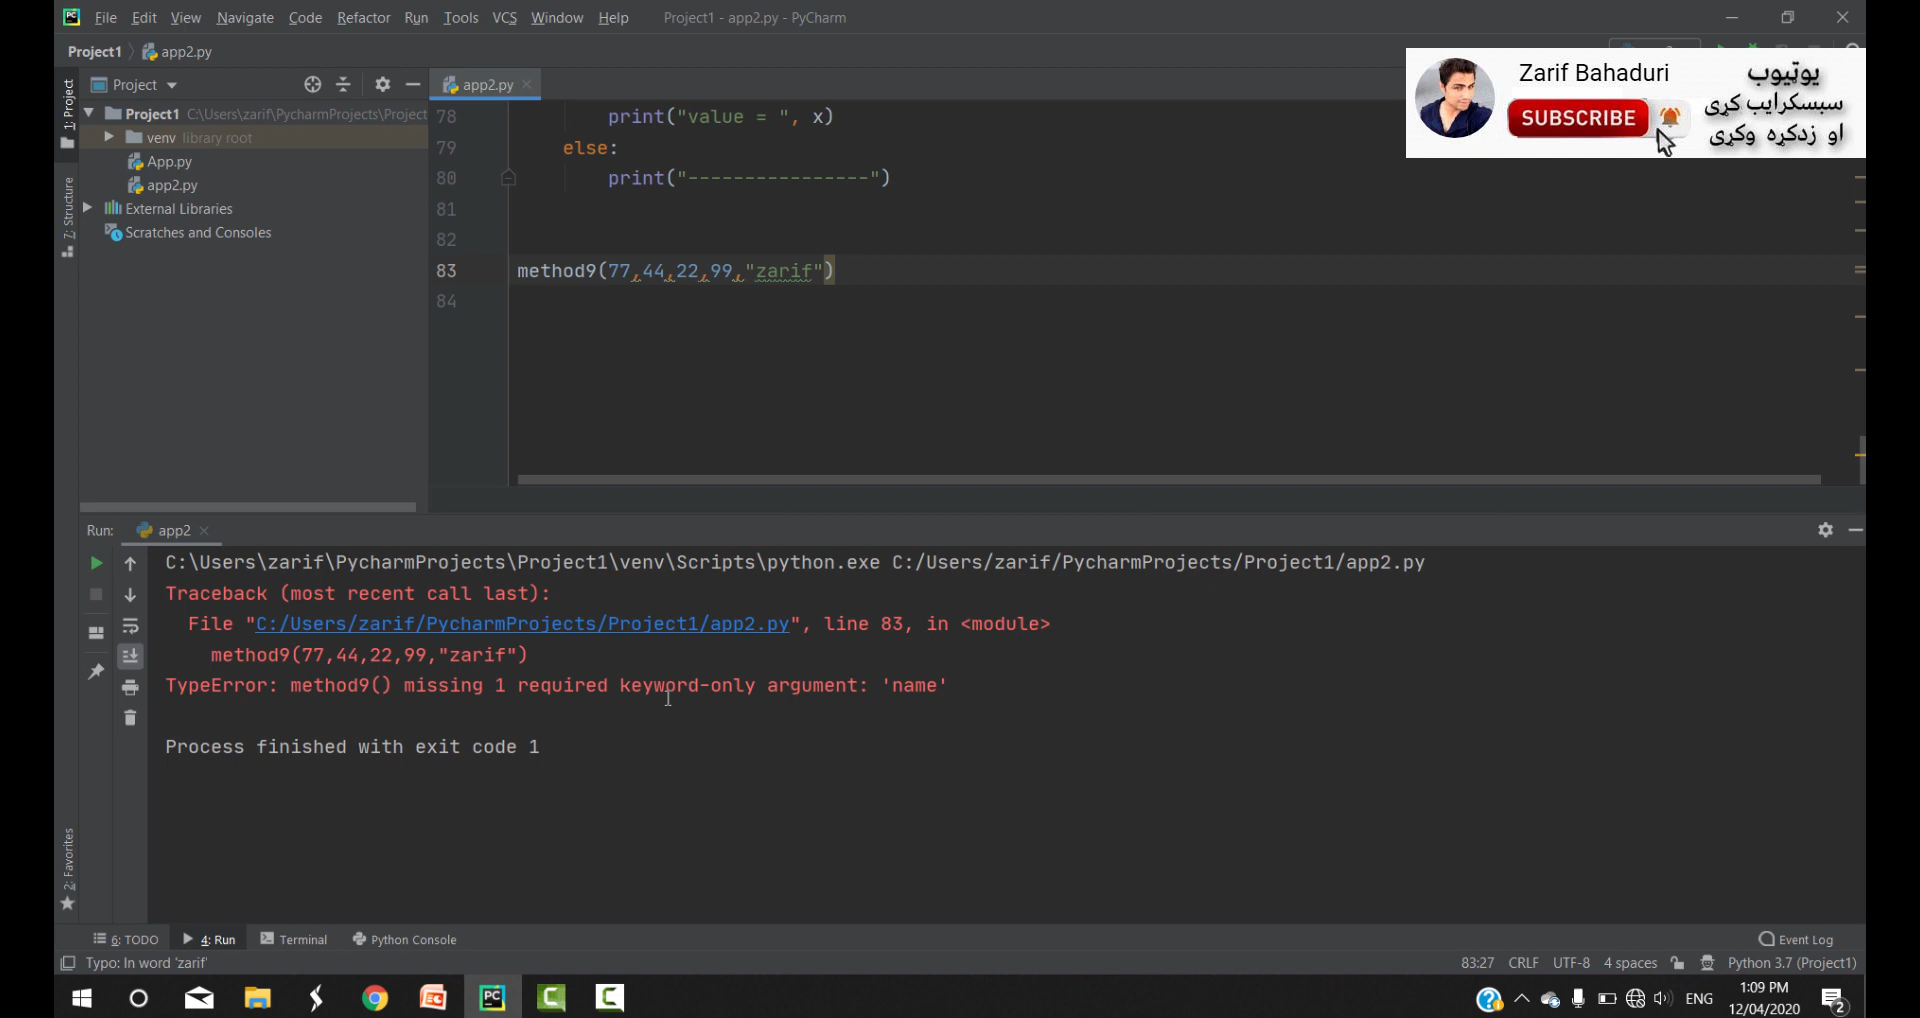 File Edit View Navigate Code Refactor Run Tools VCS Window Help Project1 - app2.py - PyCharm
Project1 app2.py
Zarif Bahaduri
SUBSCRIBE
یوټیوب
سبسکرایب کړی
او زدکړه وکړی
1: Project
7: Structure
2: Favorites
Project
Project1 C:\Users\zarif\PycharmProjects\Project
venv library root
App.py
app2.py
External Libraries
Scratches and Consoles
app2.py
78 print("value = ", x)
79 else:
80 print("----------------")
81
82
83 method9(77,44,22,99,"zarif")
84
Run: app2
C:\Users\zarif\PycharmProjects\Project1\venv\Scripts\python.exe C:/Users/zarif/PycharmProjects/Project1/app2.py
Traceback (most recent call last):
File "C:/Users/zarif/PycharmProjects/Project1/app2.py", line 83, in <module>
method9(77,44,22,99,"zarif")
TypeError: method9() missing 1 required keyword-only argument: 'name'
Process finished with exit code 1
6: TODO 4: Run Terminal Python Console Event Log
Typo: In word 'zarif' 83:27 CRLF UTF-8 4 spaces Python 3.7 (Project1)
ENG
1:09 PM
12/04/2020
2